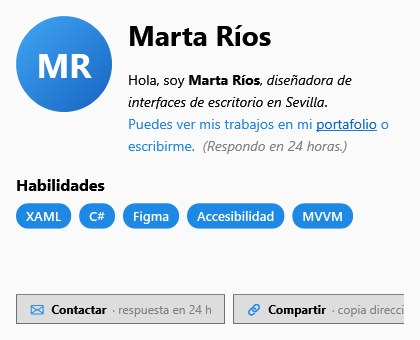 MR
Marta Ríos
Hola, soy Marta Ríos, diseñadora de
interfaces de escritorio en Sevilla.
Puedes ver mis trabajos en mi portafolio o
escribirme. (Respondo en 24 horas.)
Habilidades
XAML C# Figma Accesibilidad MVVM
Contactar · respuesta en 24 h Compartir · copia direcci